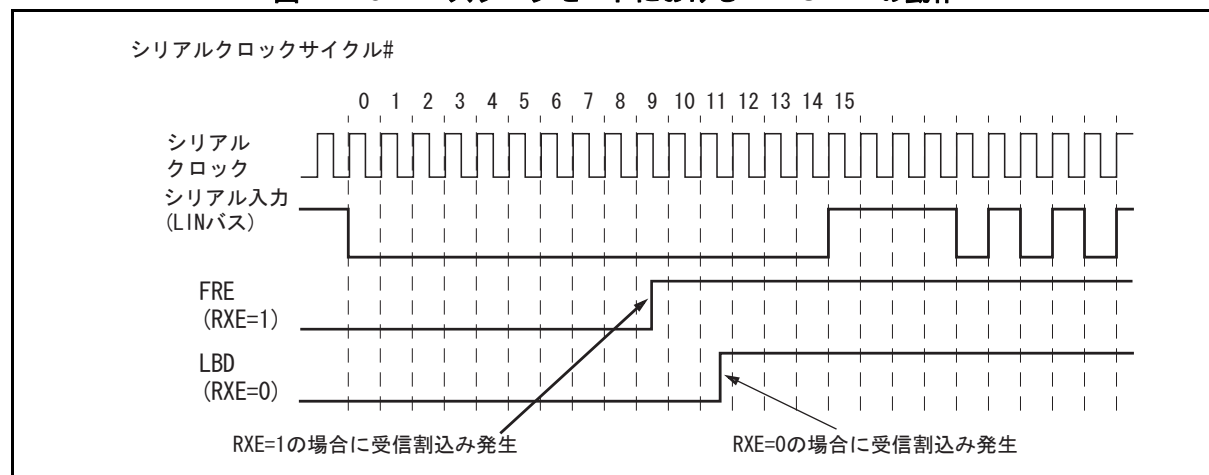 シリアルクロックサイクル#
0 1 2 3 4 5 6 7 8 9 10 11 12 13 14 15
シリアル
クロック
シリアル入力
(LINバス)
FRE
(RXE=1)
LBD
(RXE=0)
RXE=1の場合に受信割込み発生
RXE=0の場合に受信割込み発生